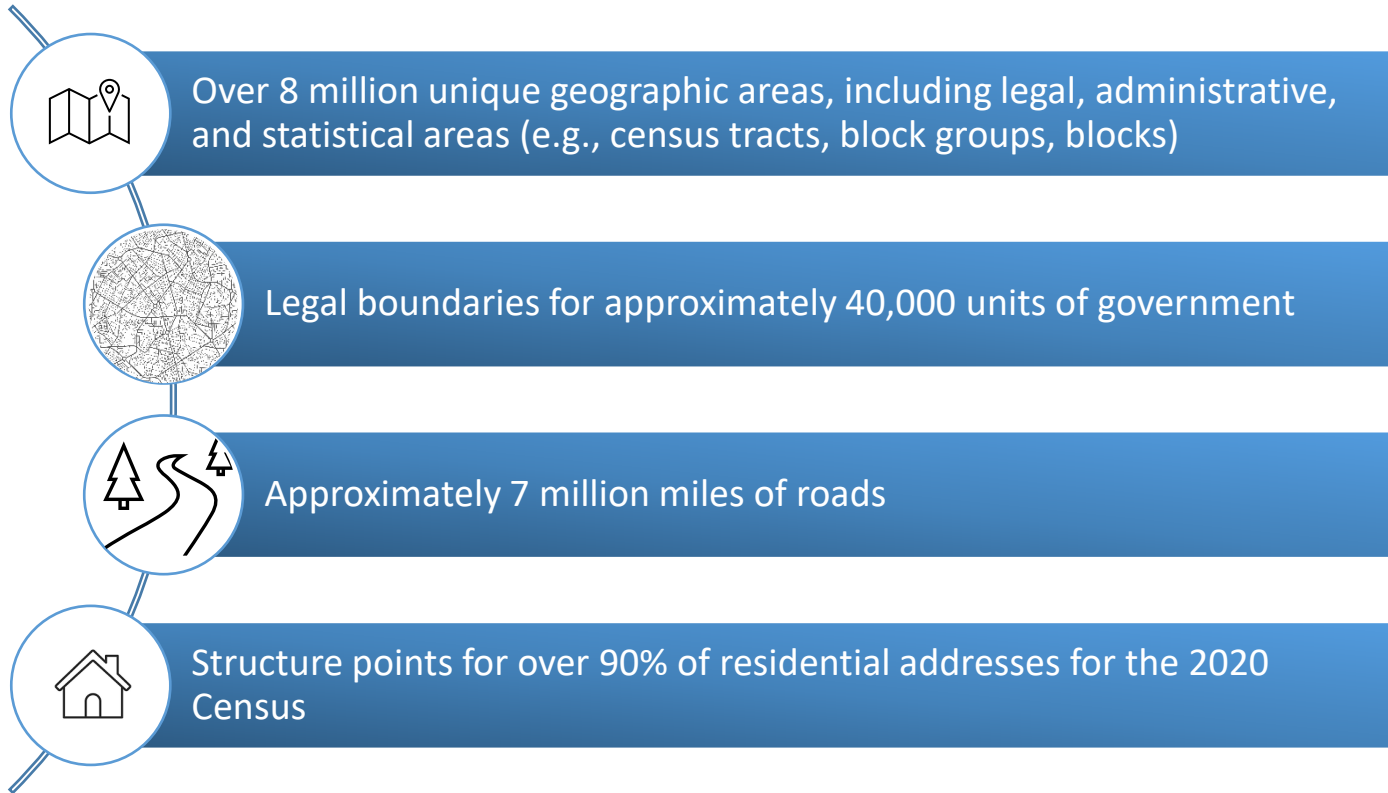 Over 8 million unique geographic areas, including legal, administrative,
and statistical areas (e.g., census tracts, block groups, blocks)
Legal boundaries for approximately 40,000 units of government
Approximately 7 million miles of roads
Structure points for over 90% of residential addresses for the 2020
Census